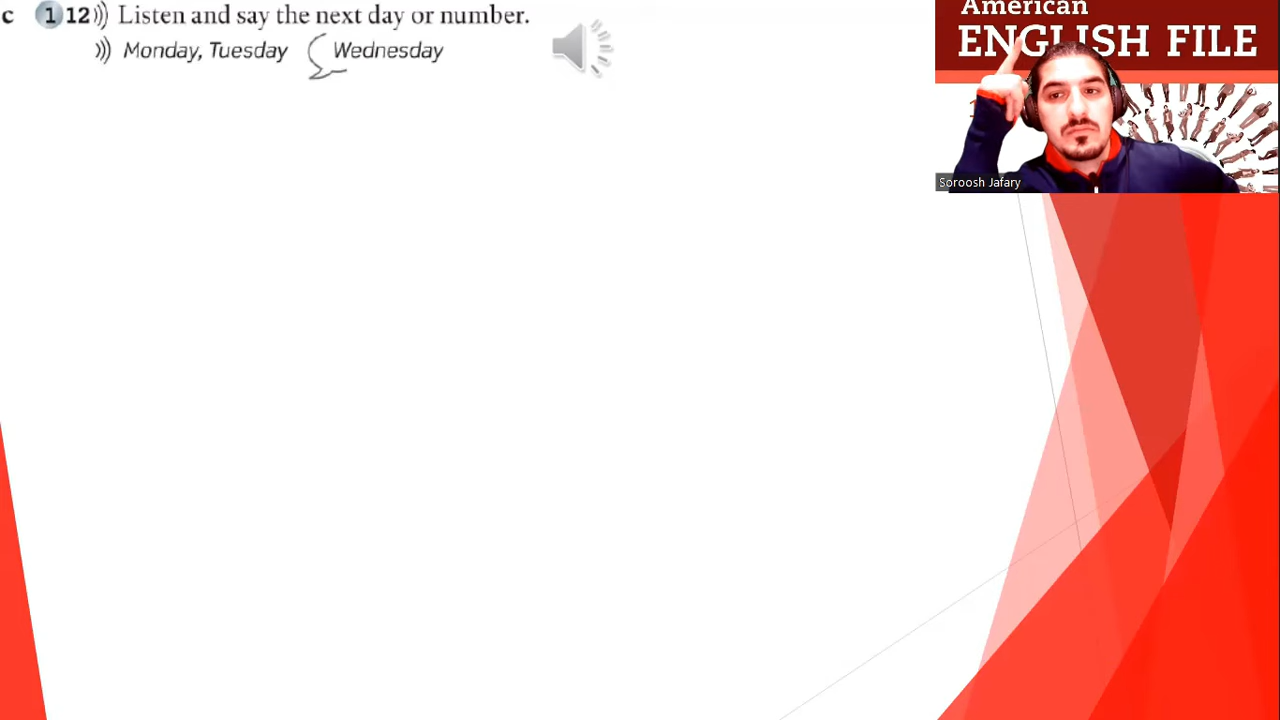 c 1 12 Listen and say the next day or number.
Monday, Tuesday Wednesday
American
ENGLISH FILE
Soroosh Jafary